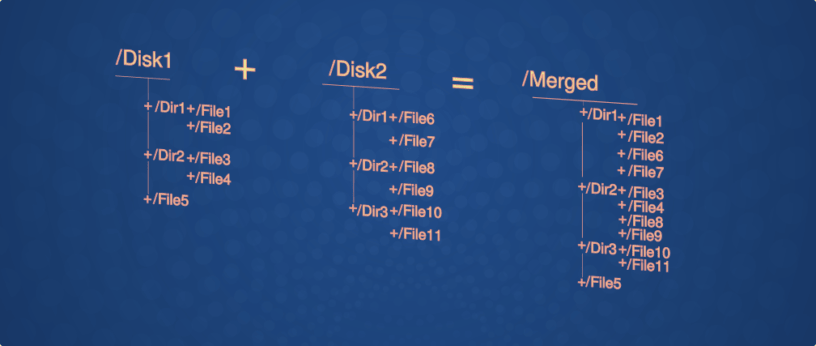 /Disk1
+ /Dir1+/File1
+/File2
+/Dir2+/File3
+/File4
+/File5
+
/Disk2
+/Dir1+/File6
+/File7
+/Dir2+/File8
+/File9
+/Dir3+/File10
+/File11
=
/Merged
+/Dir1+/File1
+/File2
+/File6
+/File7
+/Dir2+/File3
+/File4
+/File8
+/File9
+/Dir3+/File10
+/File11
+/File5